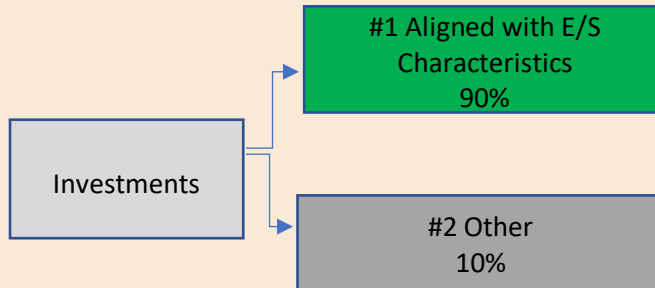 #1 Aligned with E/S
Characteristics
90%
Investments
#2 Other
10%